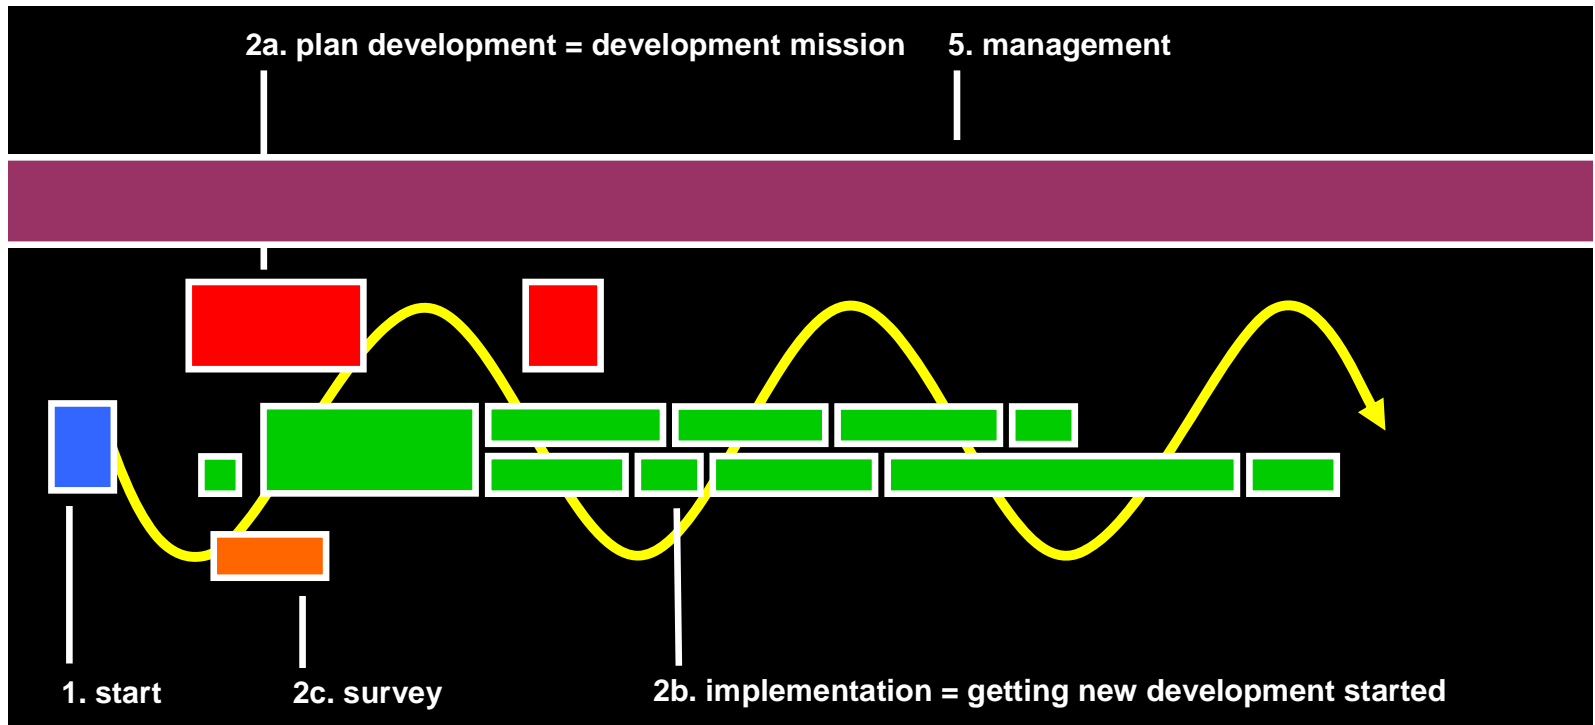 2a. plan development = development mission
5. management
1. start
2c. survey
2b. implementation = getting new development started